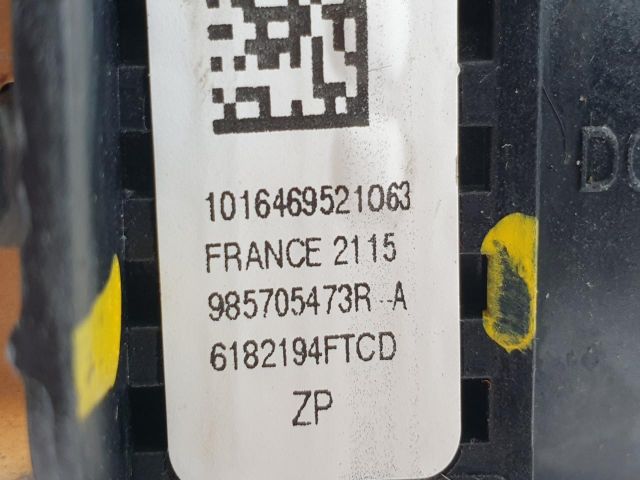 1016469521063
FRANCE 2115
985705473R A
6182194FTCD
ZP